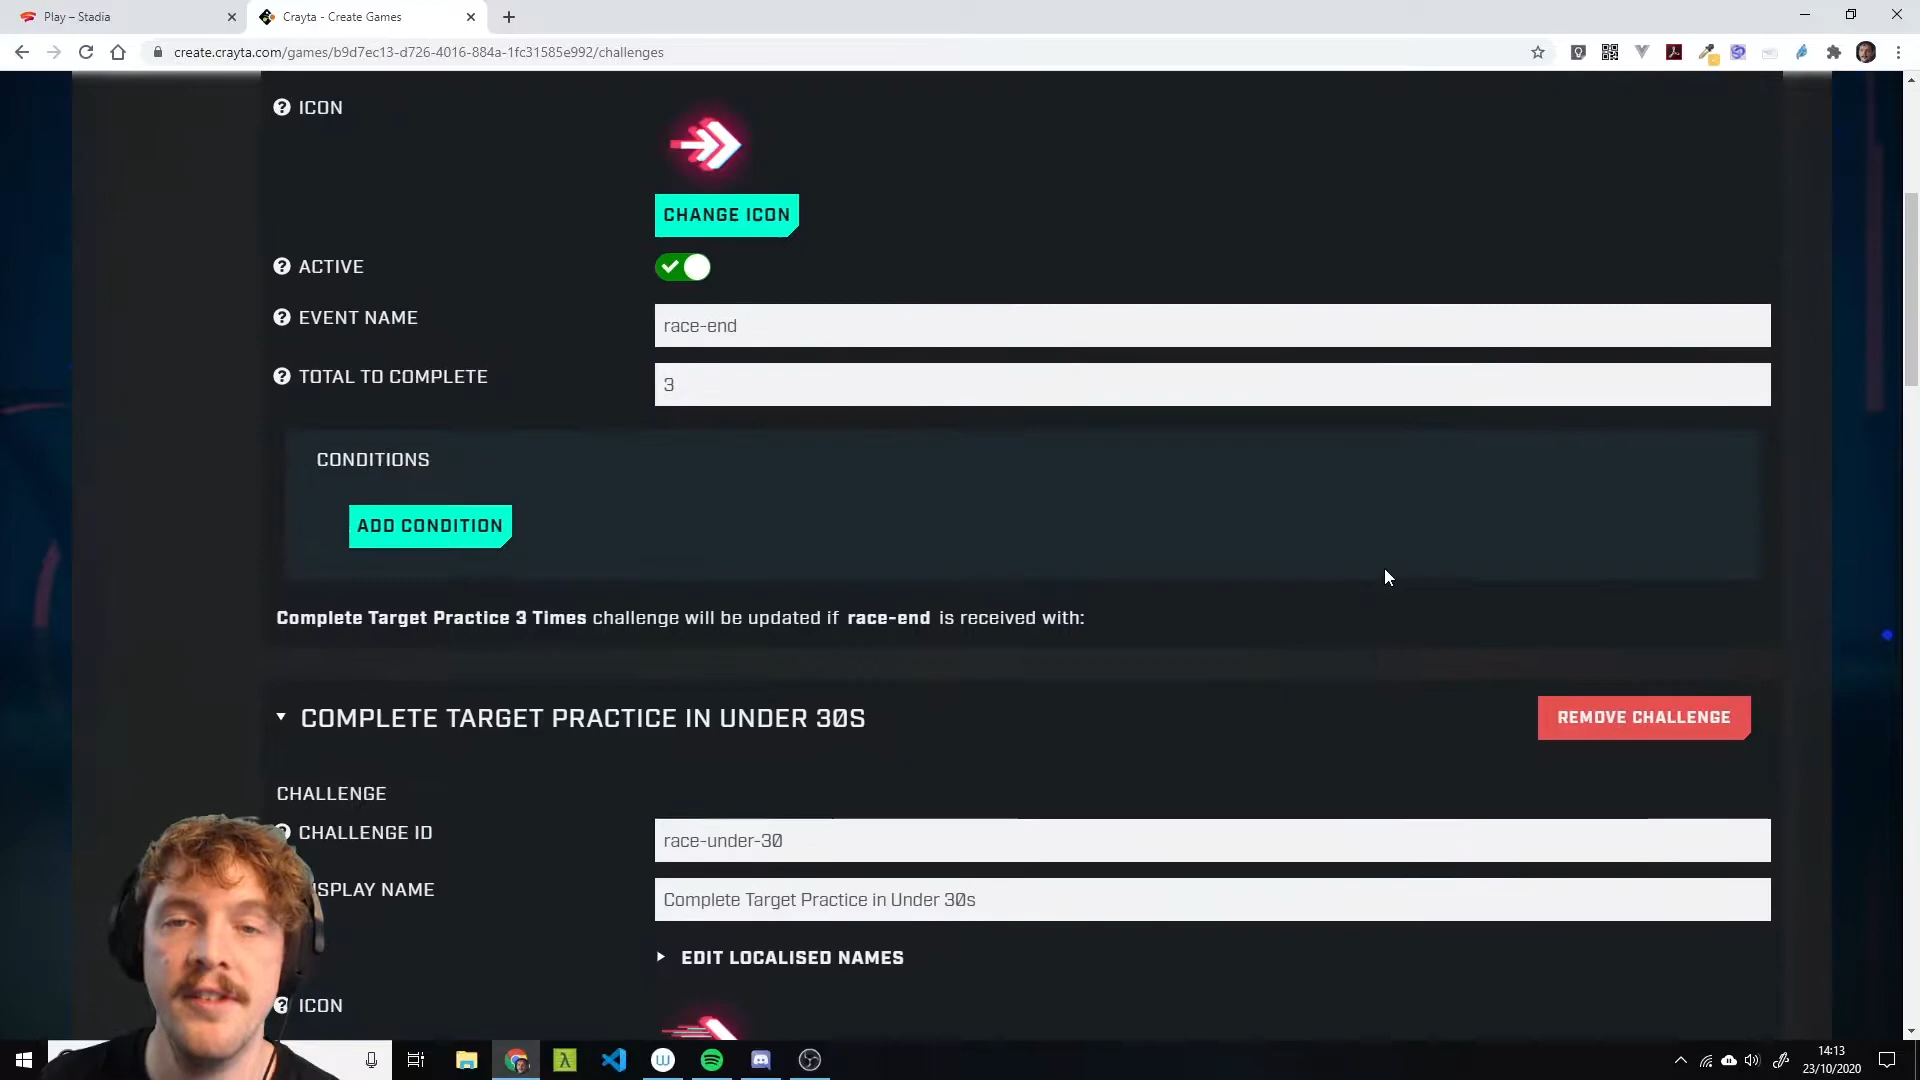 Play – Stadia
Crayta - Create Games
create.crayta.com/games/b9d7ec13-d726-4016-884a-1fc31585e992/challenges
ICON
CHANGE ICON
ACTIVE
EVENT NAME
race-end
TOTAL TO COMPLETE
3
CONDITIONS
ADD CONDITION
Complete Target Practice 3 Times challenge will be updated if race-end is received with:
COMPLETE TARGET PRACTICE IN UNDER 30S
REMOVE CHALLENGE
CHALLENGE
CHALLENGE ID
race-under-30
ISPLAY NAME
Complete Target Practice in Under 30s
EDIT LOCALISED NAMES
ICON
14:13
23/10/2020